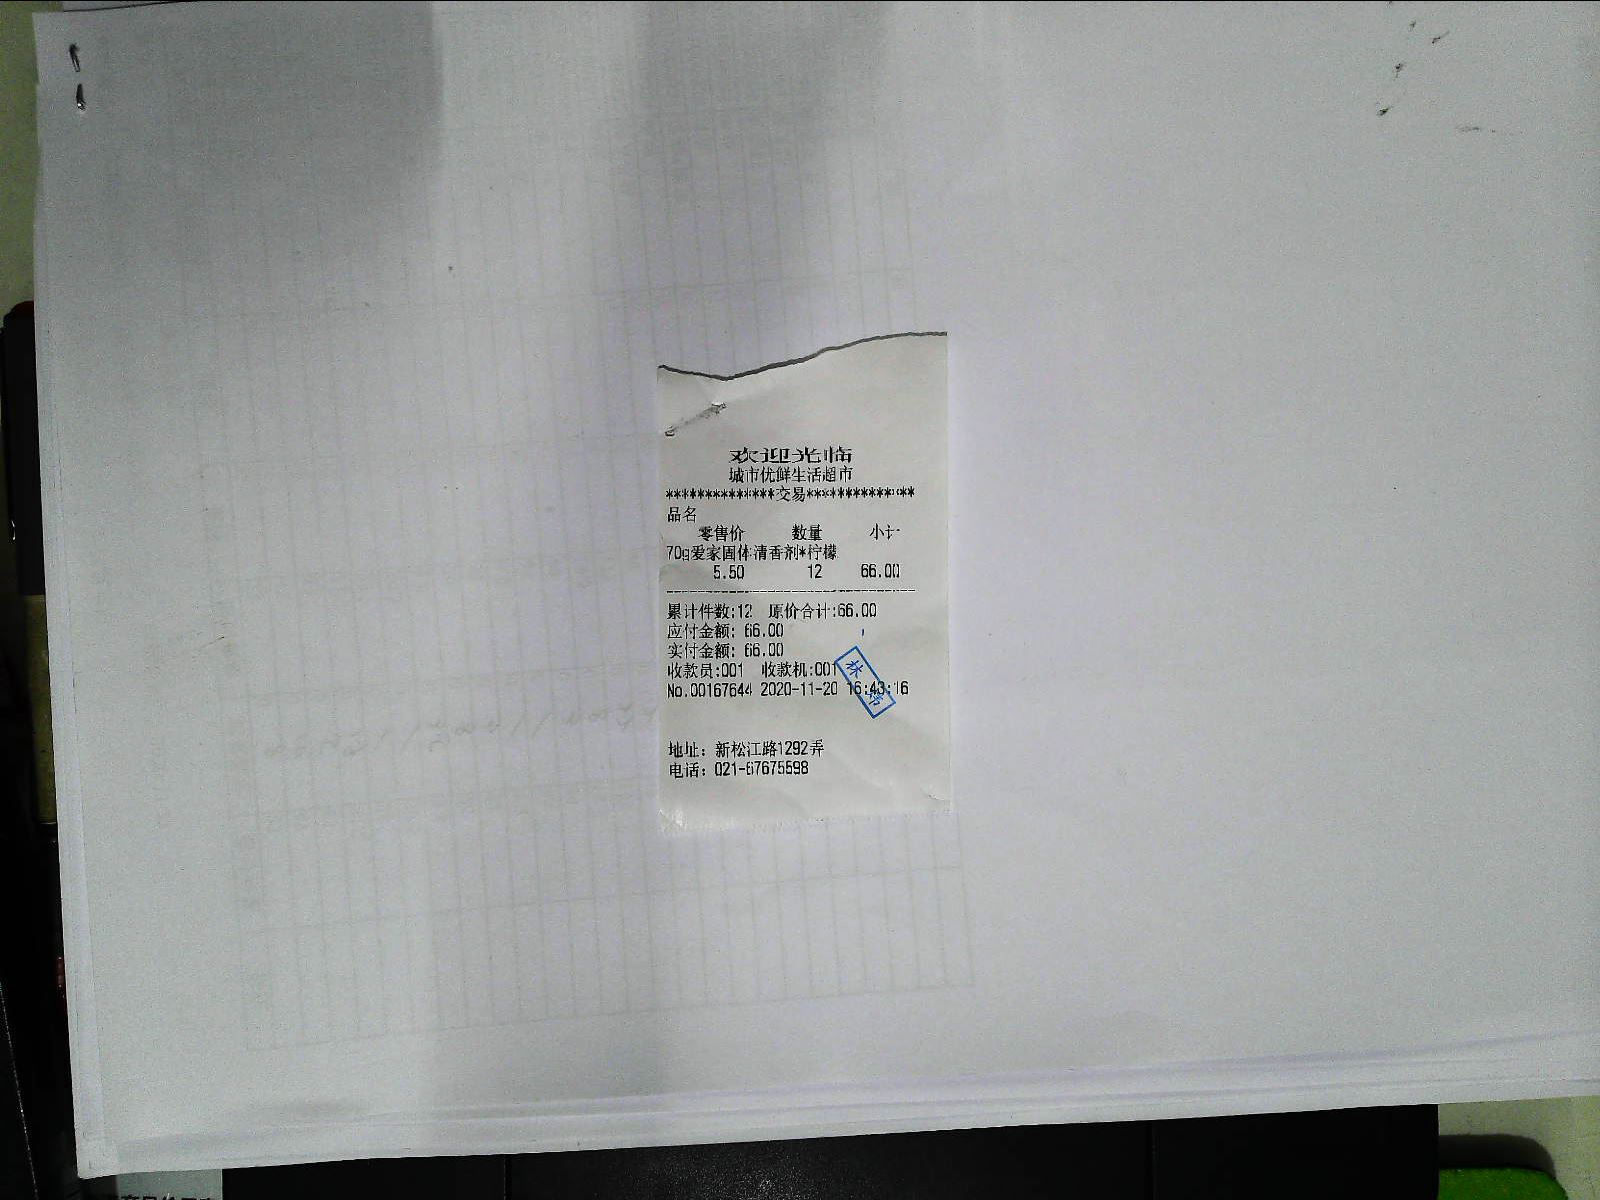 欢迎光临
城市优鲜生活超市
**************交易**************
品名
零售价 数量 小计
70g爱家固体清香剂*柠檬
5.50 12 66.00
--------------------------------
累计件数:12 原价合计:66.00
应付金额: 66.00
实付金额: 66.00
收款员:001 收款机:001
No.00167644 2020-11-20 16:43:16
林
地址: 新松江路1292弄
电话: 021-67675598